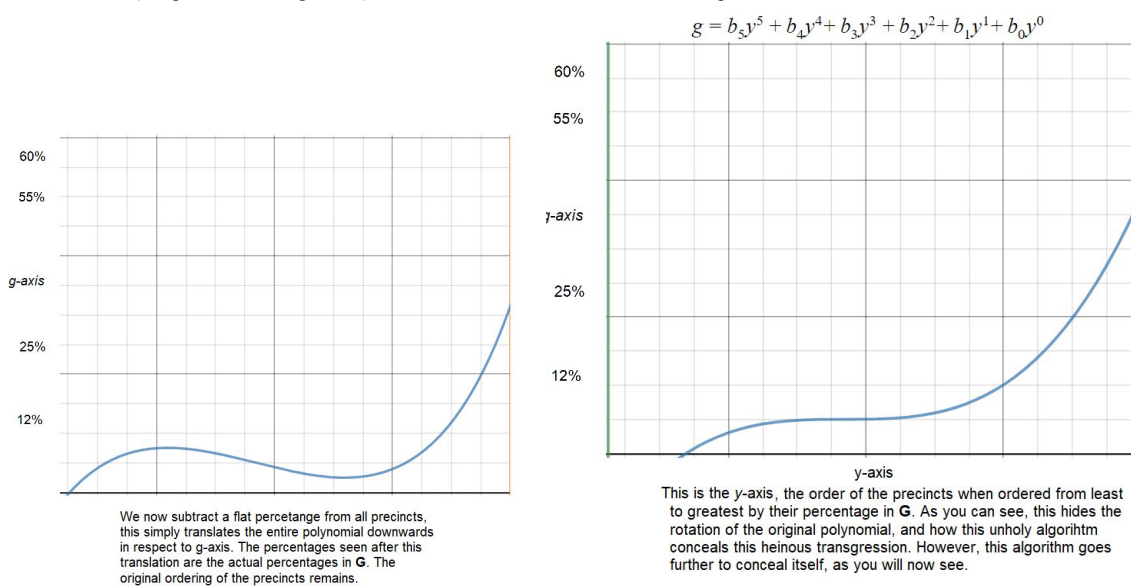 g = b₅y⁵ + b₄y⁴+ b₃y³ + b₂y²+ b₁y¹+ b₀y⁰
60%
55%
g-axis
25%
12%
We now subtract a flat percetange from all precincts,
this simply translates the entire polynomial downwards
in respect to g-axis. The percentages seen after this
translation are the actual percentages in G. The
original ordering of the precincts remains.
60%
55%
-axis
25%
12%
y-axis
This is the y-axis, the order of the precincts when ordered from least
to greatest by their percentage in G. As you can see, this hides the
rotation of the original polynomial, and how this unholy algorihtm
conceals this heinous transgression. However, this algorithm goes
further to conceal itself, as you will now see.